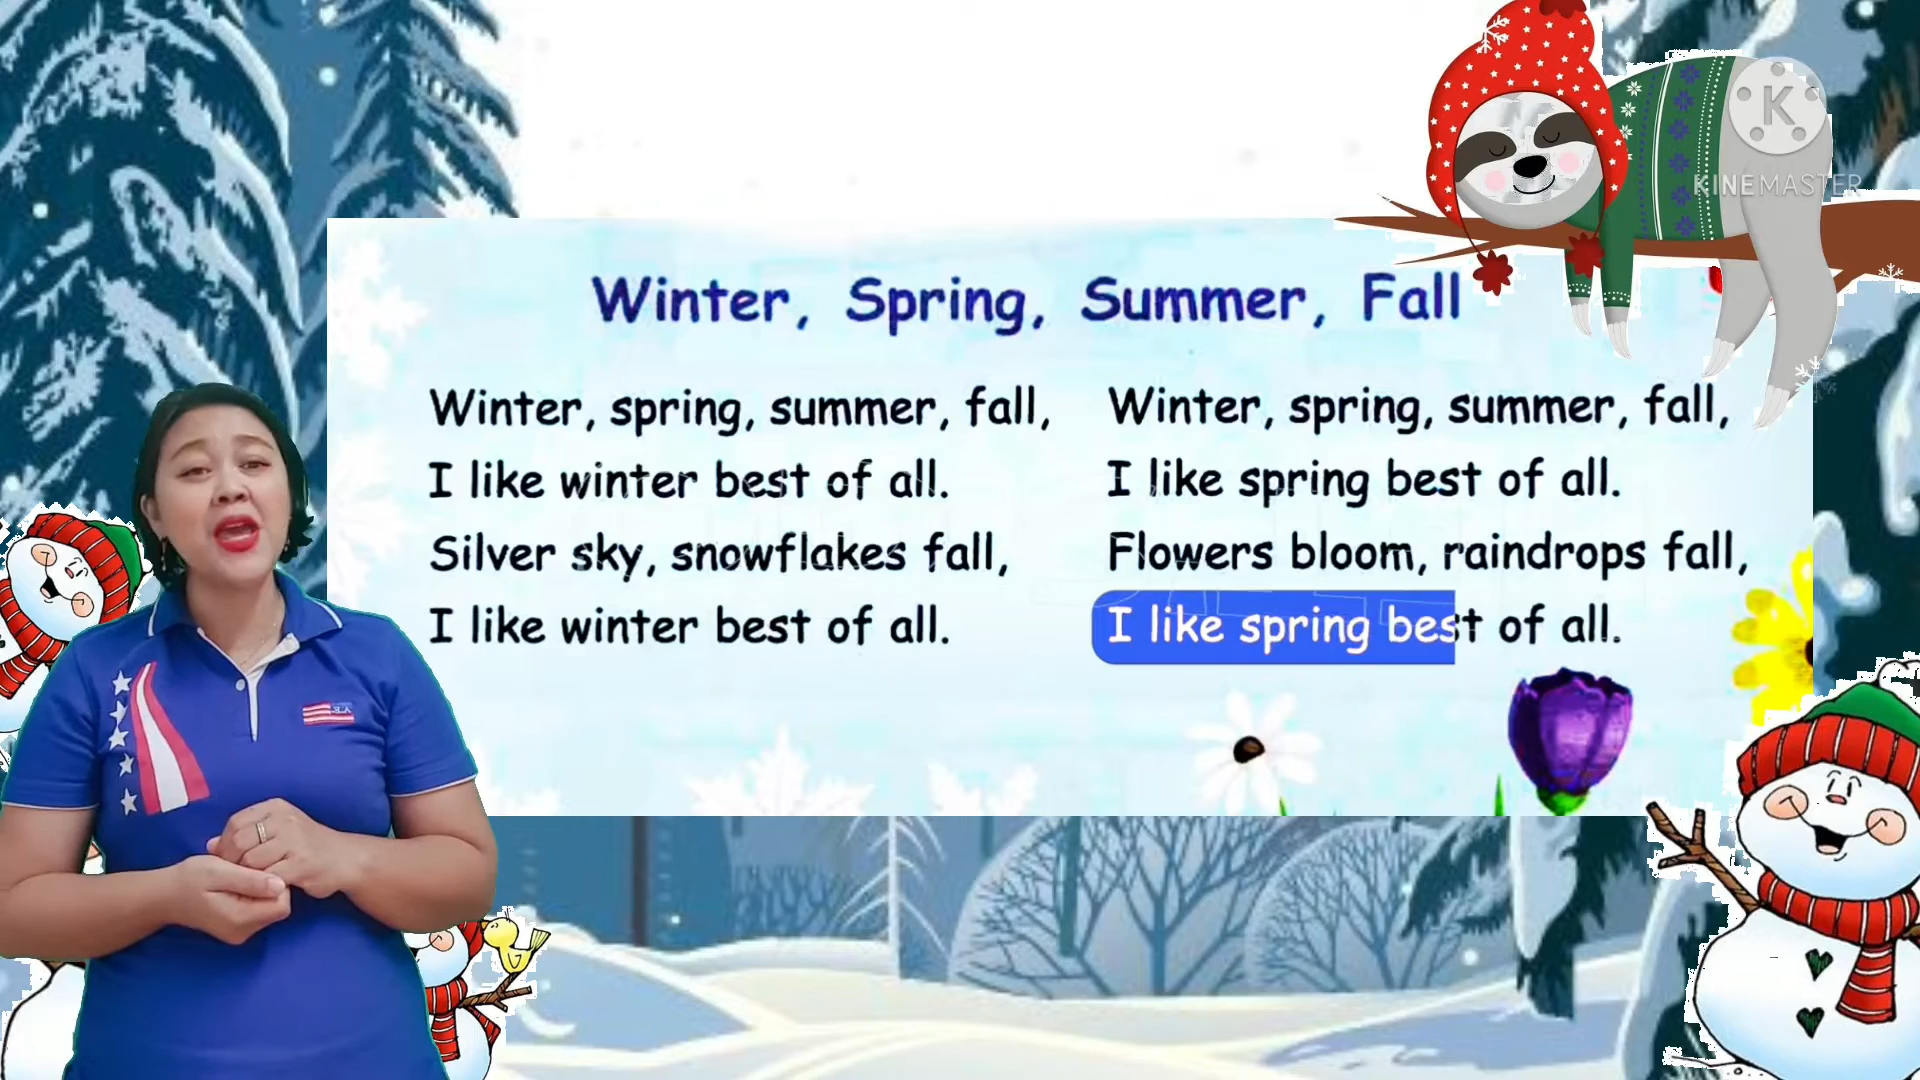 K
KINEMASTER
Winter, Spring, Summer, Fall
Winter, spring, summer, fall,
I like winter best of all.
Silver sky, snowflakes fall,
I like winter best of all.
Winter, spring, summer, fall,
I like spring best of all.
Flowers bloom, raindrops fall,
I like spring best of all.